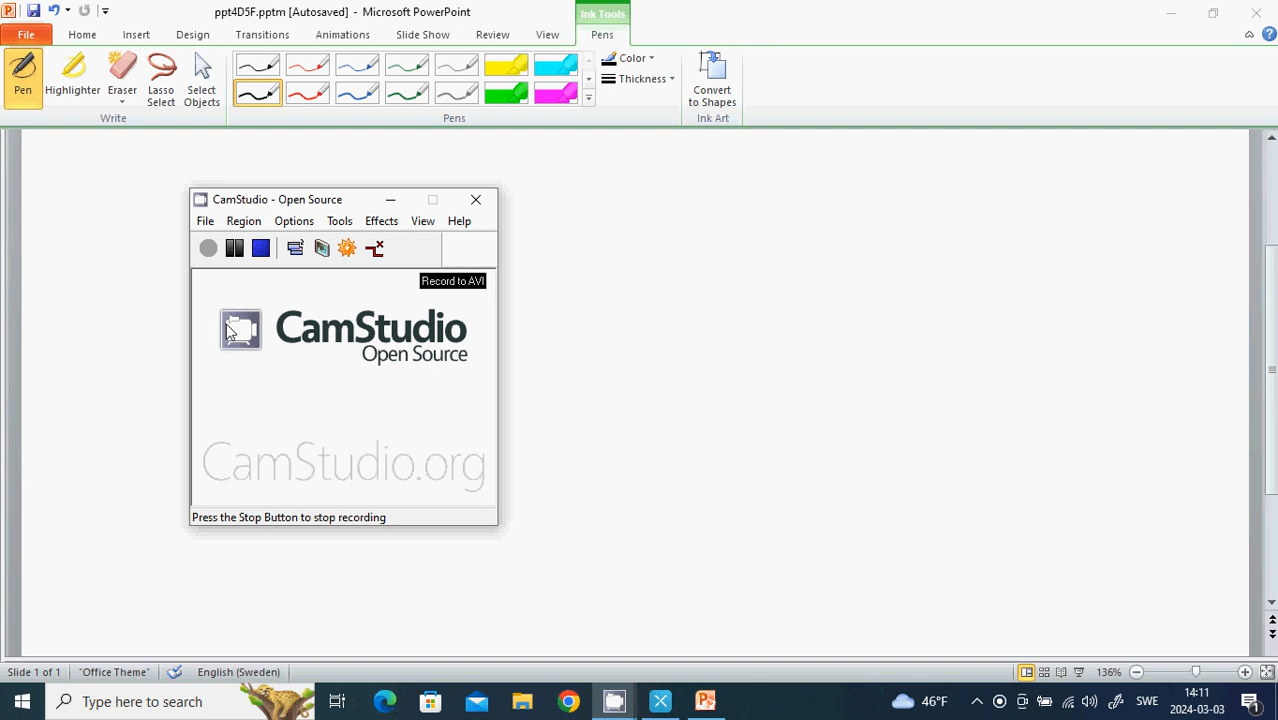 ppt4D5F.pptm [Autosaved] - Microsoft PowerPoint
Ink Tools
File
Home
Insert
Design
Transitions
Animations
Slide Show
Review
View
Pens
Pen
Highlighter
Eraser
Lasso
Select
Select
Objects
Color
Thickness
Convert
to Shapes
Write
Pens
Ink Art
CamStudio - Open Source
File
Region
Options
Tools
Effects
View
Help
Record to AVI
CamStudio
Open Source
CamStudio.org
Press the Stop Button to stop recording
Slide 1 of 1
"Office Theme"
English (Sweden)
136%
Type here to search
46°F
SWE
14:11
2024-03-03
1